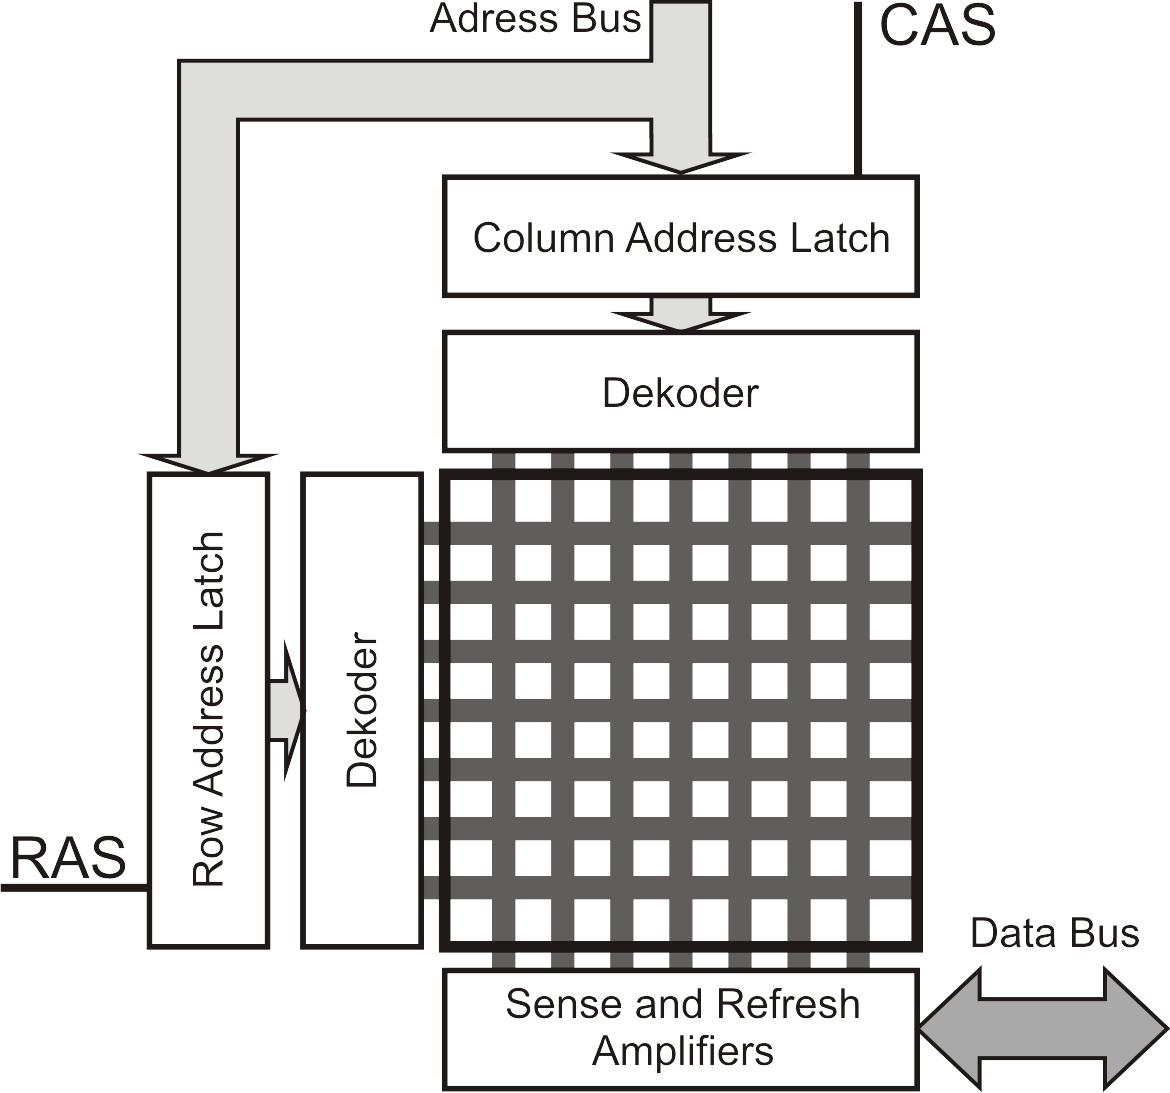 Adress Bus
CAS
Column Address Latch
Dekoder
Row Address Latch
Dekoder
RAS
Data Bus
Sense and Refresh
Amplifiers